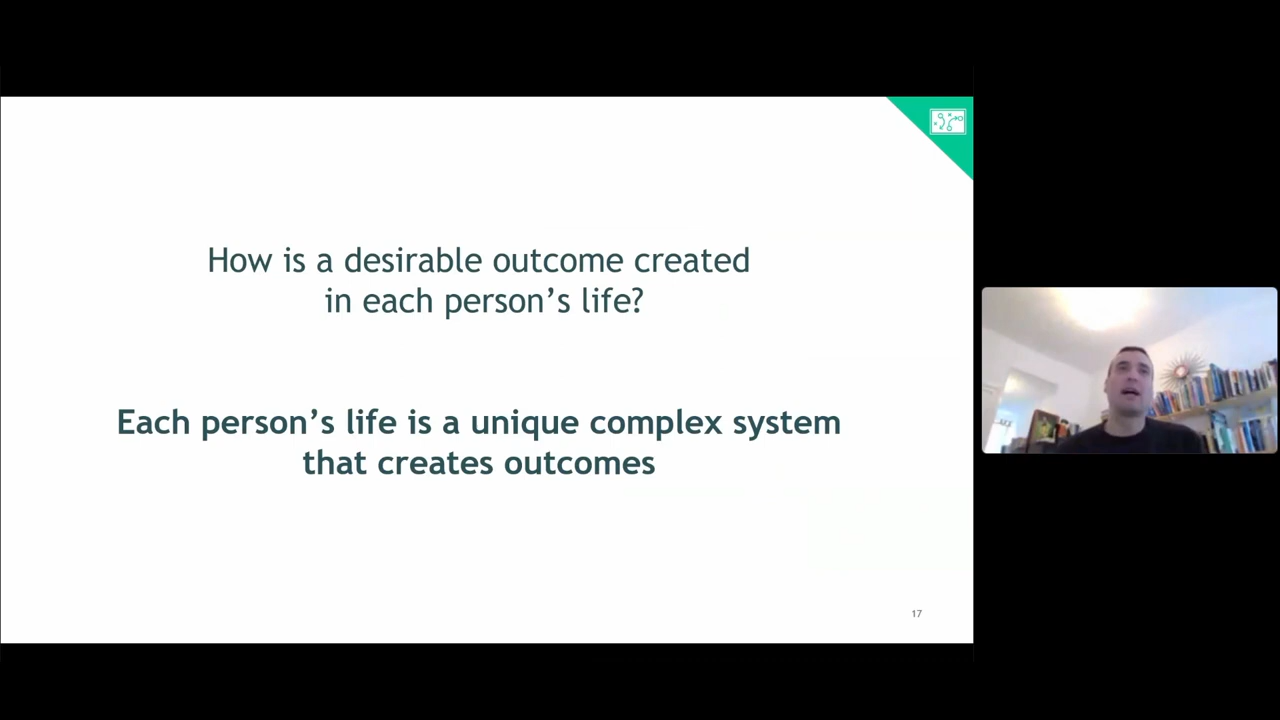 How is a desirable outcome created
in each person’s life?
Each person’s life is a unique complex system
that creates outcomes
17